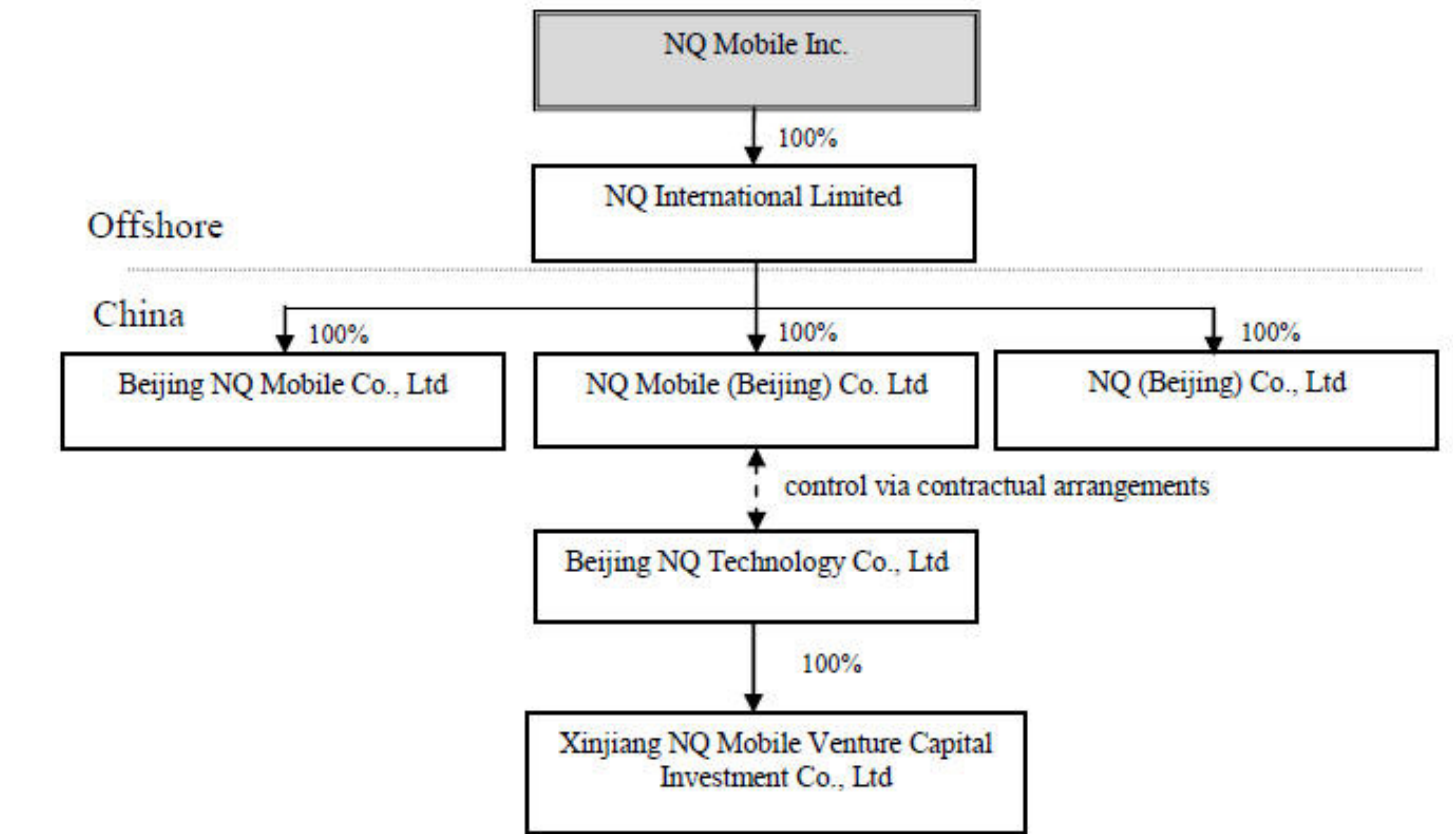 NQ Mobile Inc.
100%
NQ International Limited
Offshore
China
100%
100%
100%
Beijing NQ Mobile Co., Ltd
NQ Mobile (Beijing) Co. Ltd
NQ (Beijing) Co., Ltd
control via contractual arrangements
Beijing NQ Technology Co., Ltd
100%
Xinjiang NQ Mobile Venture Capital
Investment Co., Ltd